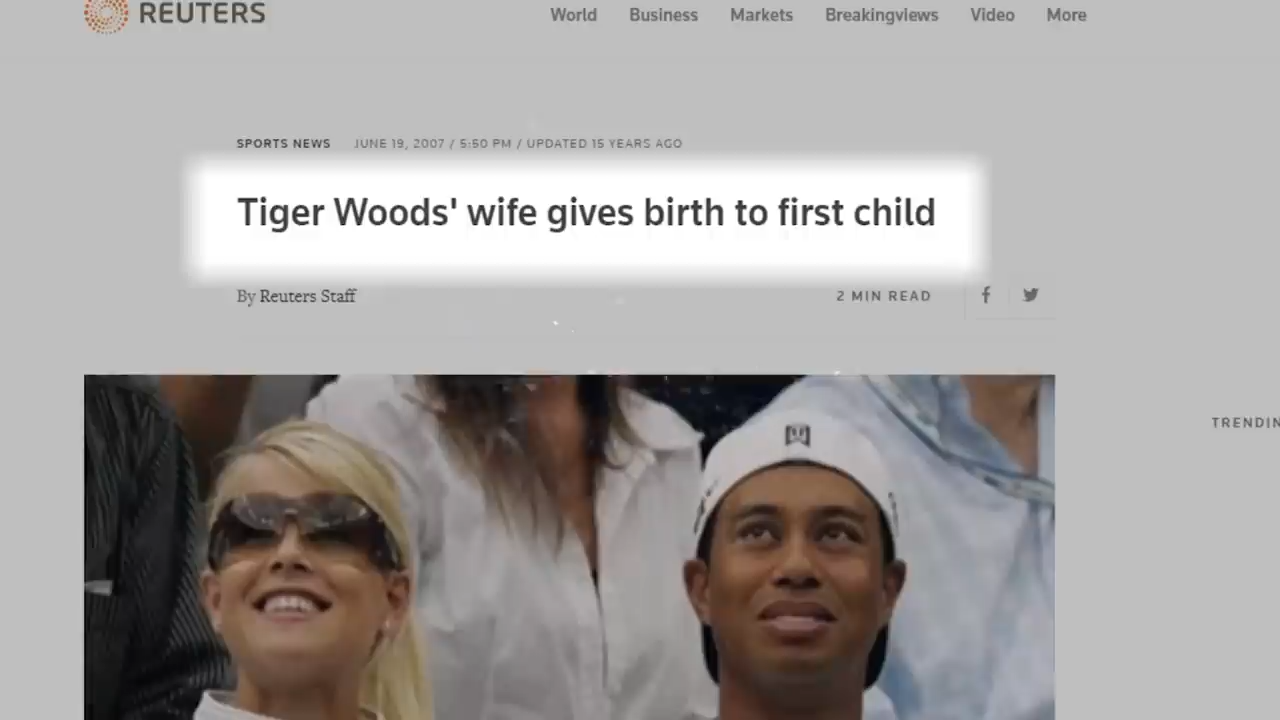 REUTERS
World Business Markets Breakingviews Video More
SPORTS NEWS JUNE 19, 2007 / 5:50 PM / UPDATED 15 YEARS AGO
Tiger Woods' wife gives birth to first child
By Reuters Staff
2 MIN READ
TRENDIN